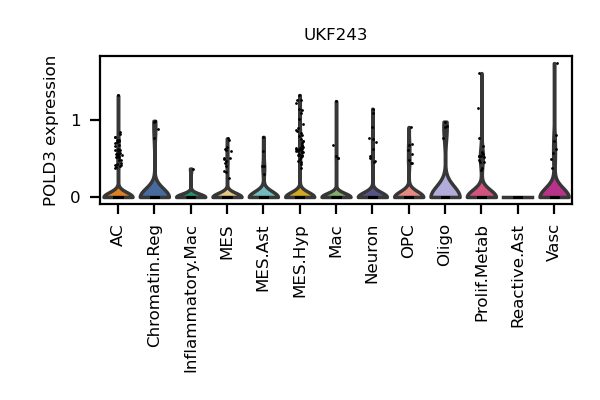 UKF243
POLD3 expression
1
0
AC
Chromatin.Reg
Inflammatory.Mac
MES
MES.Ast
MES.Hyp
Mac
Neuron
OPC
Oligo
Prolif.Metab
Reactive.Ast
Vasc